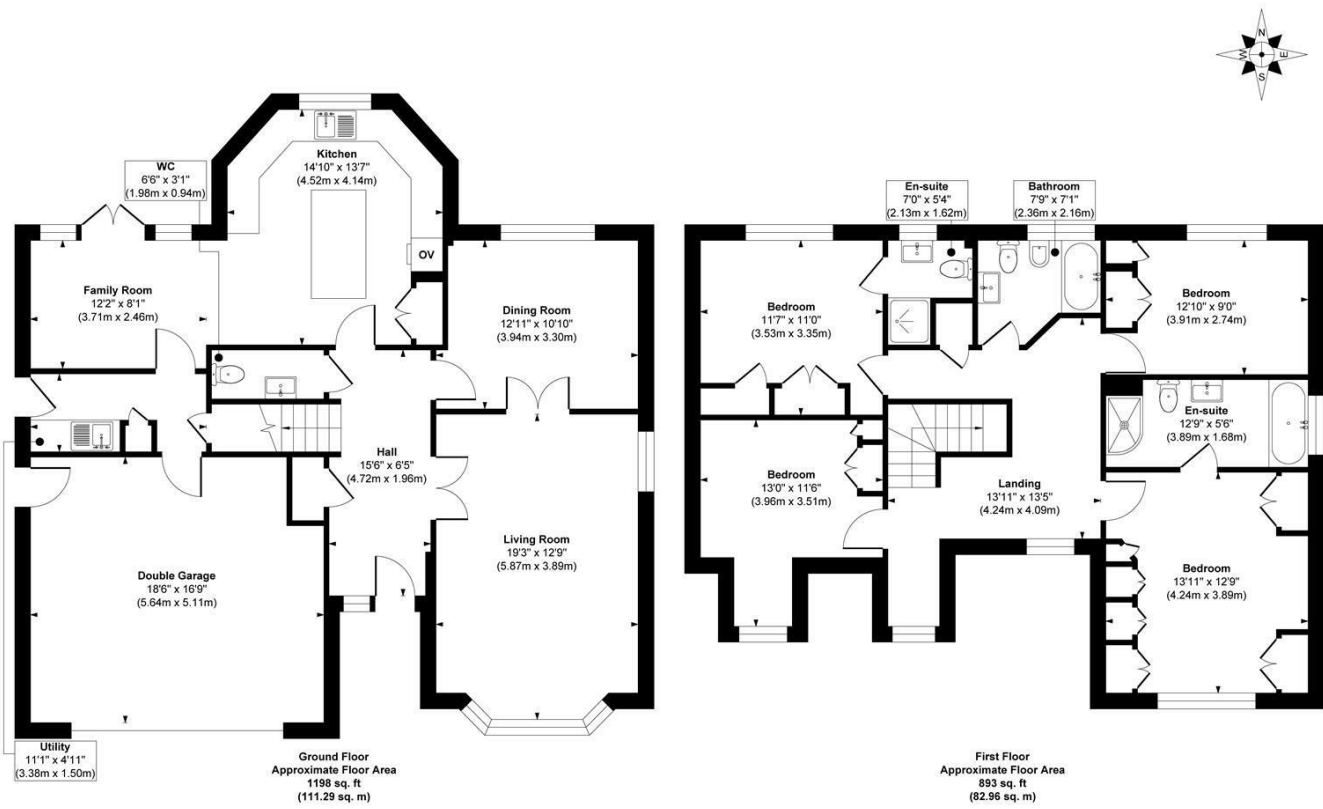 N
W
E
S
WC
6'6" x 3'1"
(1.98m x 0.94m)
Kitchen
14'10" x 13'7"
(4.52m x 4.14m)
OV
Family Room
12'2" x 8'1"
(3.71m x 2.46m)
Dining Room
12'11" x 10'10"
(3.94m x 3.30m)
Hall
15'6" x 6'5"
(4.72m x 1.96m)
Living Room
19'3" x 12'9"
(5.87m x 3.89m)
Double Garage
18'6" x 16'9"
(5.64m x 5.11m)
Utility
11'1" x 4'11"
(3.38m x 1.50m)
Ground Floor
Approximate Floor Area
1198 sq. ft
(111.29 sq. m)
En-suite
7'0" x 5'4"
(2.13m x 1.62m)
Bathroom
7'9" x 7'1"
(2.36m x 2.16m)
Bedroom
11'7" x 11'0"
(3.53m x 3.35m)
Bedroom
12'10" x 9'0"
(3.91m x 2.74m)
En-suite
12'9" x 5'6"
(3.89m x 1.68m)
Bedroom
13'0" x 11'6"
(3.96m x 3.51m)
Landing
13'11" x 13'5"
(4.24m x 4.09m)
Bedroom
13'11" x 12'9"
(4.24m x 3.89m)
First Floor
Approximate Floor Area
893 sq. ft
(82.96 sq. m)